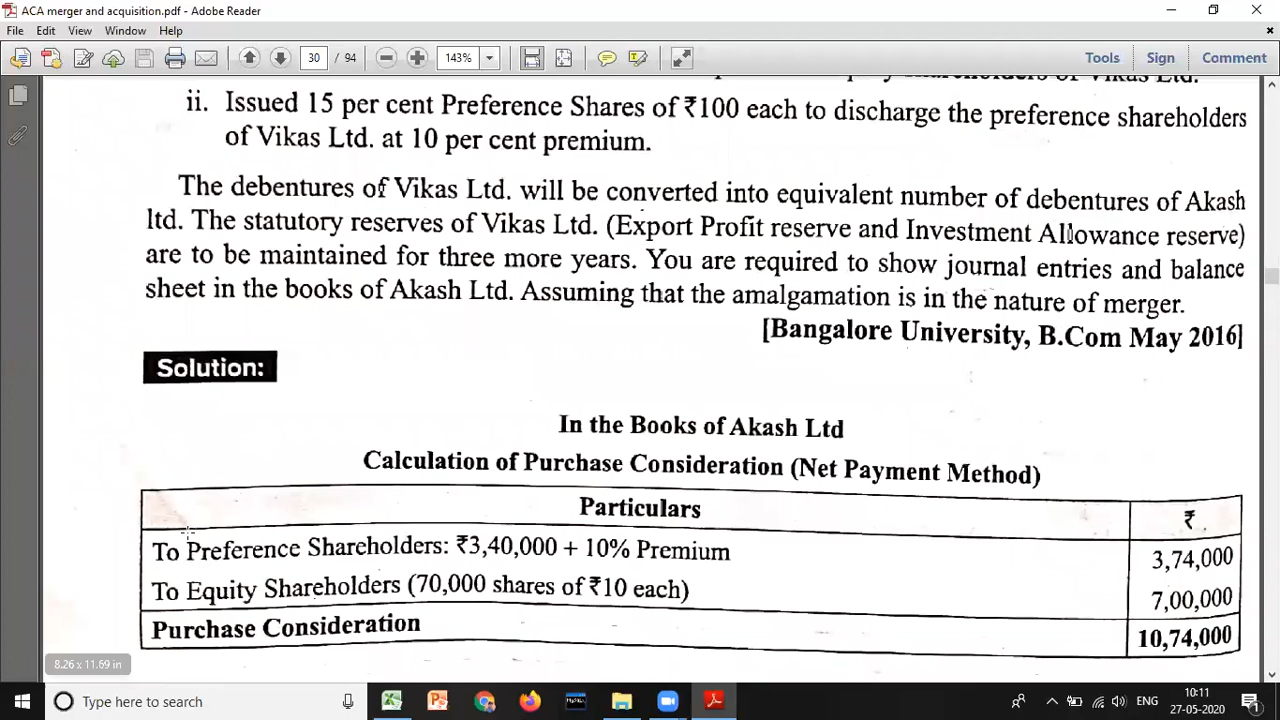 ACA merger and acquisition.pdf - Adobe Reader
File Edit View Window Help
30 / 94 143% Tools Sign Comment
of Vikas Ltd.
ii. Issued 15 per cent Preference Shares of ₹100 each to discharge the preference shareholders
of Vikas Ltd. at 10 per cent premium.
The debentures of Vikas Ltd. will be converted into equivalent number of debentures of Akash
ltd. The statutory reserves of Vikas Ltd. (Export Profit reserve and Investment Allowance reserve)
are to be maintained for three more years. You are required to show journal entries and balance
sheet in the books of Akash Ltd. Assuming that the amalgamation is in the nature of merger.
[Bangalore University, B.Com May 2016]
Solution:
In the Books of Akash Ltd
Calculation of Purchase Consideration (Net Payment Method)
Particulars ₹
To Preference Shareholders: ₹3,40,000 + 10% Premium 3,74,000
To Equity Shareholders (70,000 shares of ₹10 each) 7,00,000
Purchase Consideration 10,74,000
8.26 x 11.69 in
Type here to search
ENG 10:11
27-05-2020